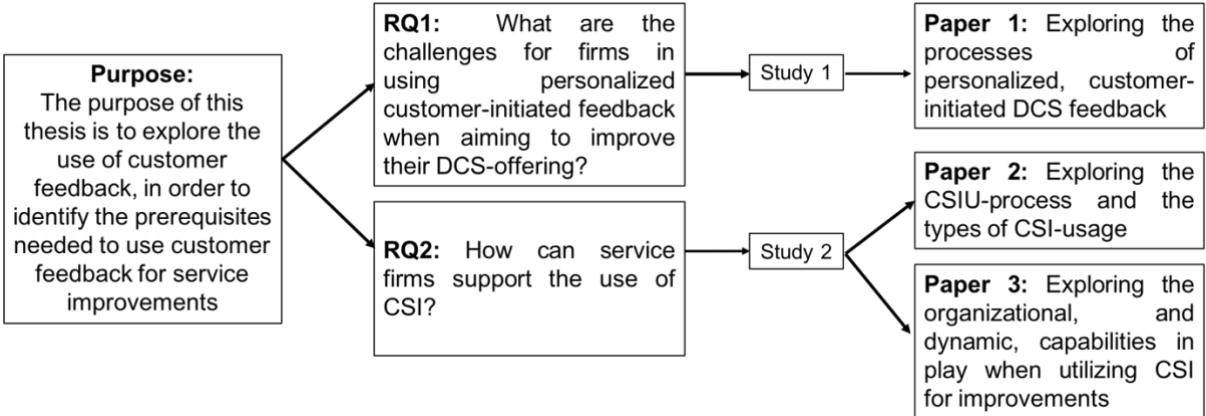 Purpose:
The purpose of this
thesis is to explore the
use of customer
feedback, in order to
identify the prerequisites
needed to use customer
feedback for service
improvements
RQ1: What are the
challenges for firms in
using personalized
customer-initiated feedback
when aiming to improve
their DCS-offering?
Study 1
Paper 1: Exploring the
processes of
personalized, customer-
initiated DCS feedback
RQ2: How can service
firms support the use of
CSI?
Study 2
Paper 2: Exploring the
CSIU-process and the
types of CSI-usage
Paper 3: Exploring the
organizational, and
dynamic, capabilities in
play when utilizing CSI
for improvements